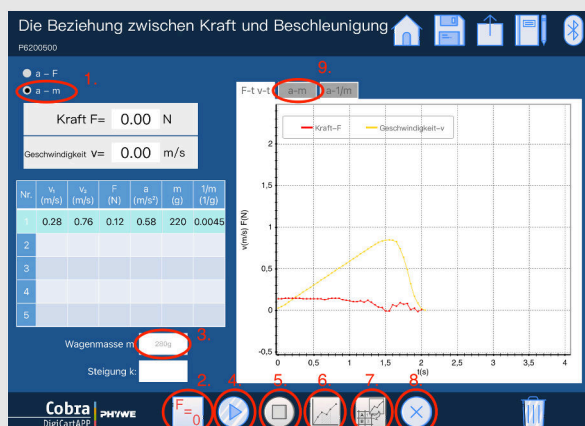 Die Beziehung zwischen Kraft und Beschleunigung
P6200500
a – F
1.
a – m
Kraft F= 0.00 N
Geschwindigkeit v= 0.00 m/s
Nr. v₁ (m/s) v₂ (m/s) F (N) a (m/s²) m (g) 1/m (1/g)
1 0.28 0.76 0.12 0.58 220 0.0045
2
3
4
5
Wagenmasse m 280g
3.
Steigung k:
9.
F-t v-t a-m a-1/m
Kraft-F Geschwindigkeit-v
v(m/s) F(N)
2
1,5
1
0,5
0
-0,5
0 0,5 1 1,5 2 2,5 3 3,5 4
t(s)
2. 4. 5. 6. 7. 8.
F=0
Cobra PHYWE
DigiCartAPP